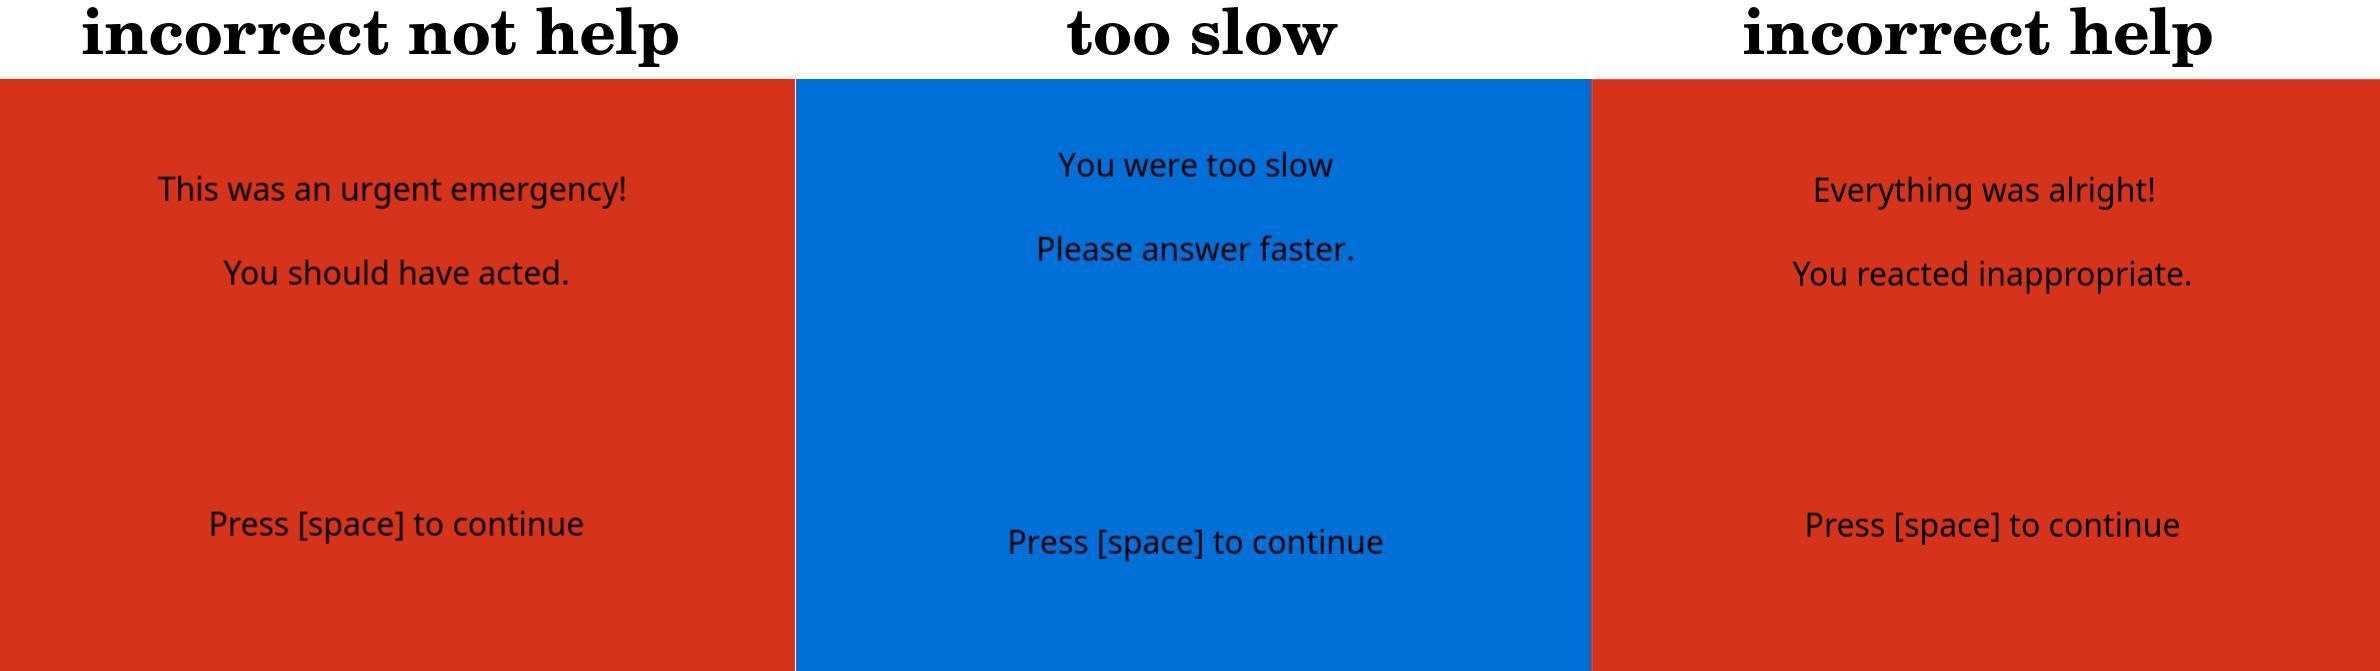 incorrect not help
This was an urgent emergency!
You should have acted.
Press [space] to continue
too slow
You were too slow
Please answer faster.
Press [space] to continue
incorrect help
Everything was alright!
You reacted inappropriate.
Press [space] to continue